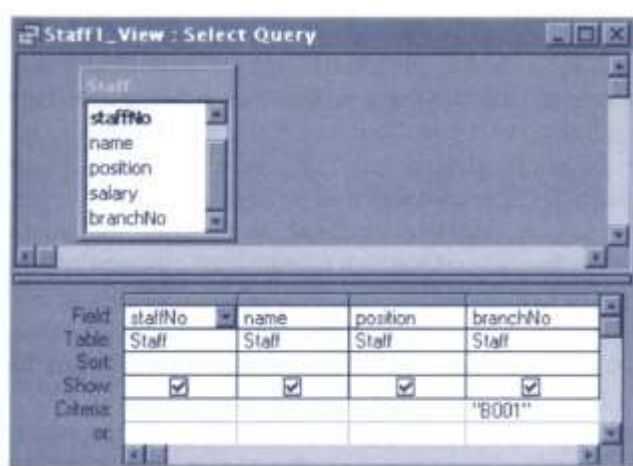 Staff1_View : Select Query
Staff
staffNo
name
position
salary
branchNo
Field: staffNo name position branchNo
Table: Staff Staff Staff Staff
Sort:
Show:
Criteria: "B001"
or: